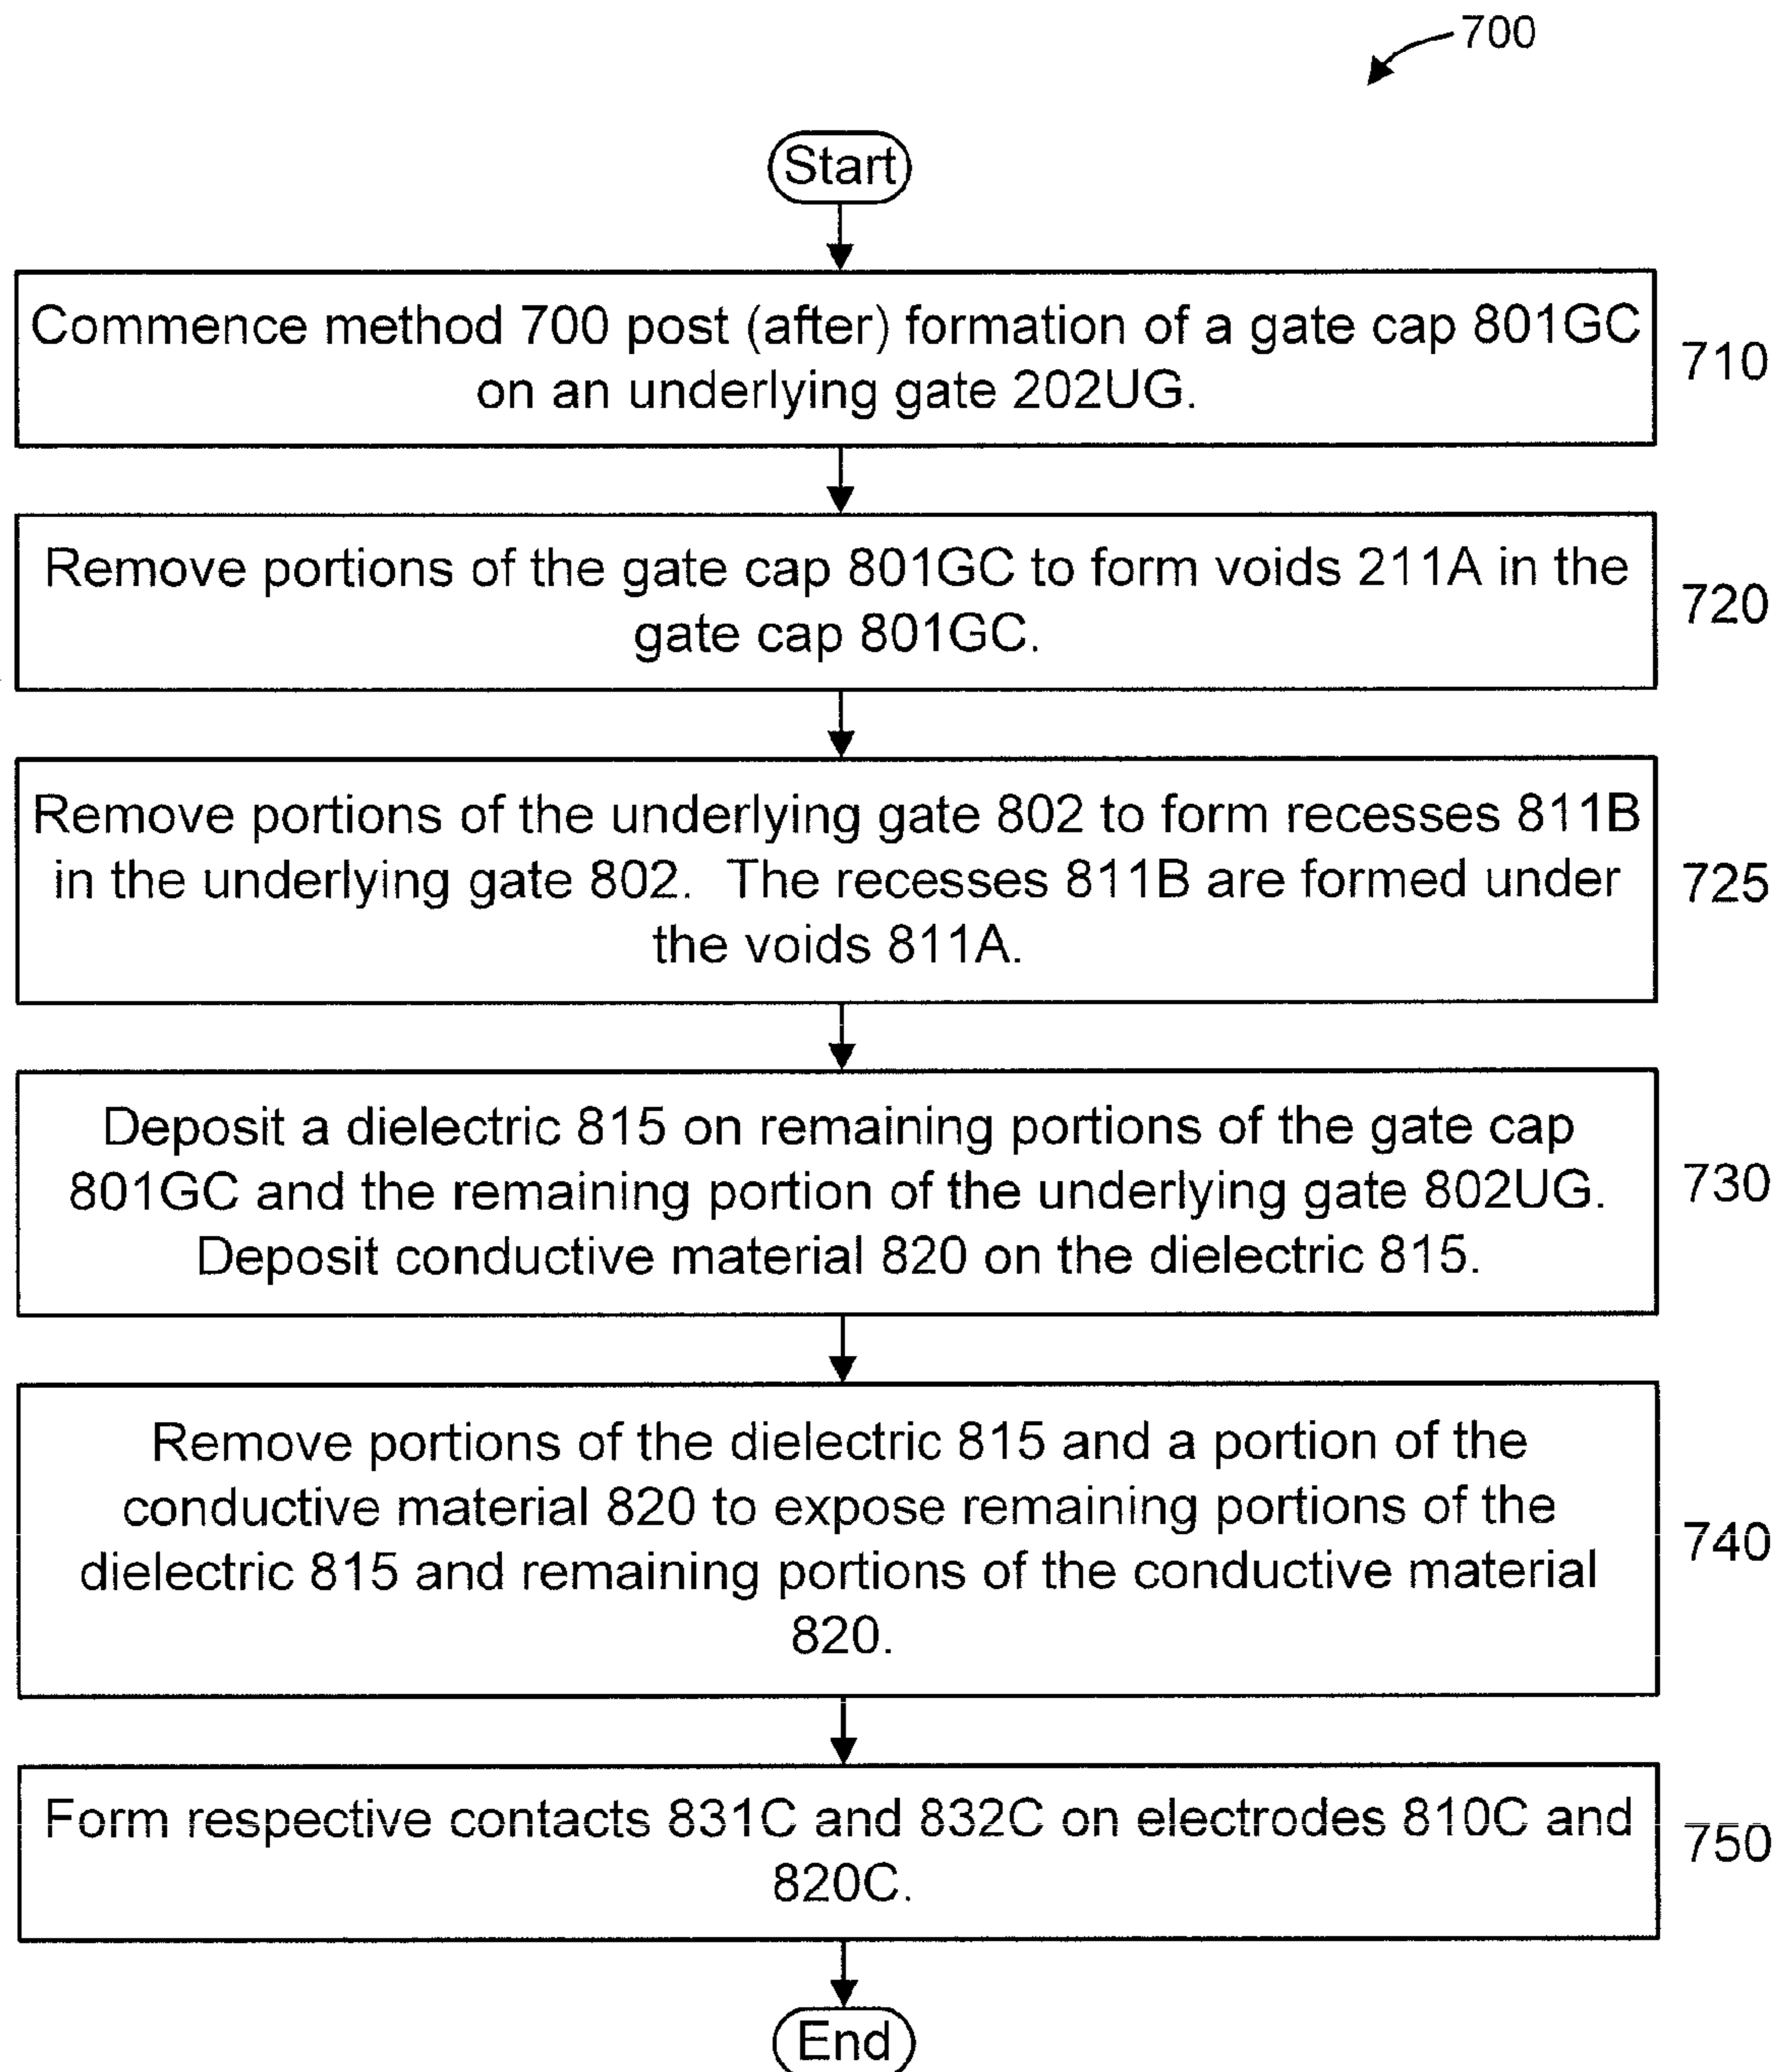 700
Start
Commence method 700 post (after) formation of a gate cap 801GC
on an underlying gate 202UG.
710
Remove portions of the gate cap 801GC to form voids 211A in the
gate cap 801GC.
720
Remove portions of the underlying gate 802 to form recesses 811B
in the underlying gate 802. The recesses 811B are formed under
the voids 811A.
725
Deposit a dielectric 815 on remaining portions of the gate cap
801GC and the remaining portion of the underlying gate 802UG.
Deposit conductive material 820 on the dielectric 815.
730
Remove portions of the dielectric 815 and a portion of the
conductive material 820 to expose remaining portions of the
dielectric 815 and remaining portions of the conductive material
820.
740
Form respective contacts 831C and 832C on electrodes 810C and
820C.
750
End